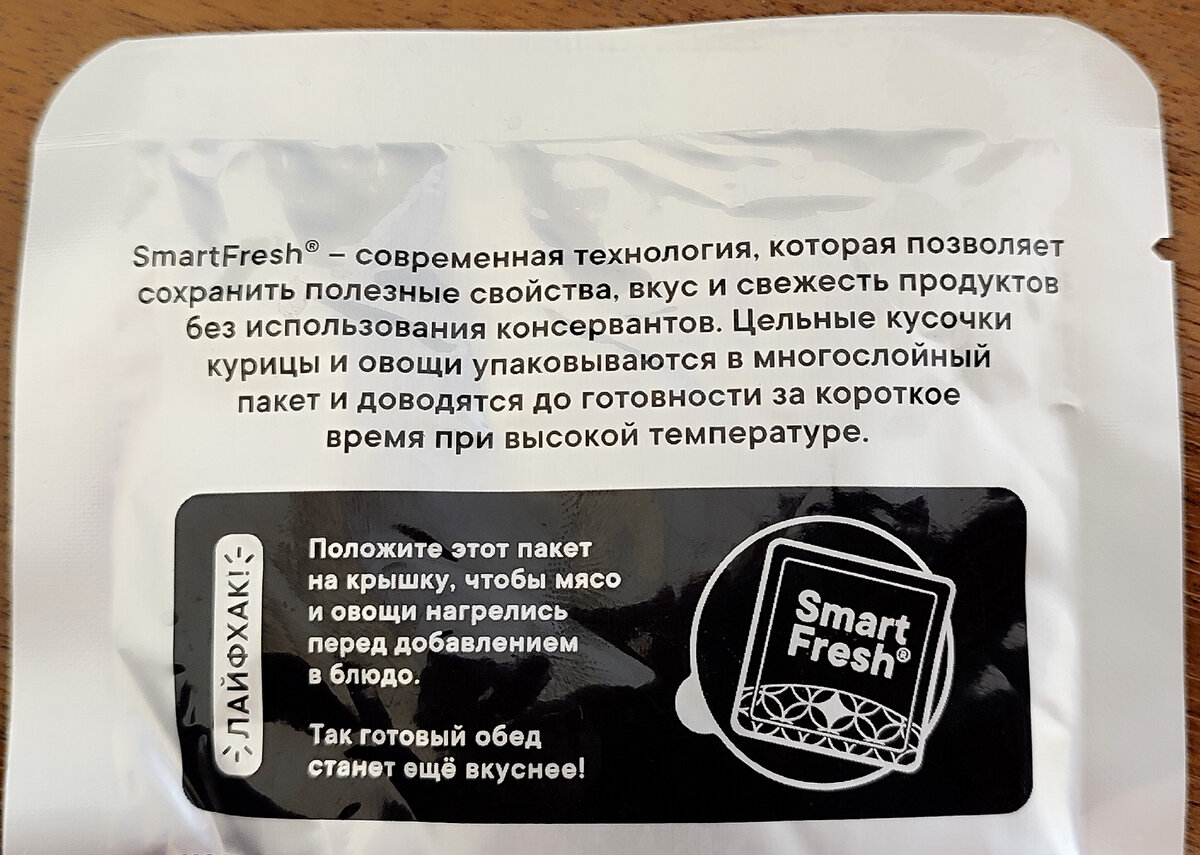 SmartFresh® – современная технология, которая позволяет
сохранить полезные свойства, вкус и свежесть продуктов
без использования консервантов. Цельные кусочки
курицы и овощи упаковываются в многослойный
пакет и доводятся до готовности за короткое
время при высокой температуре.
ЛАЙФХАК!
Положите этот пакет
на крышку, чтобы мясо
и овощи нагрелись
перед добавлением
в блюдо.
Так готовый обед
станет ещё вкуснее!
Smart
Fresh®